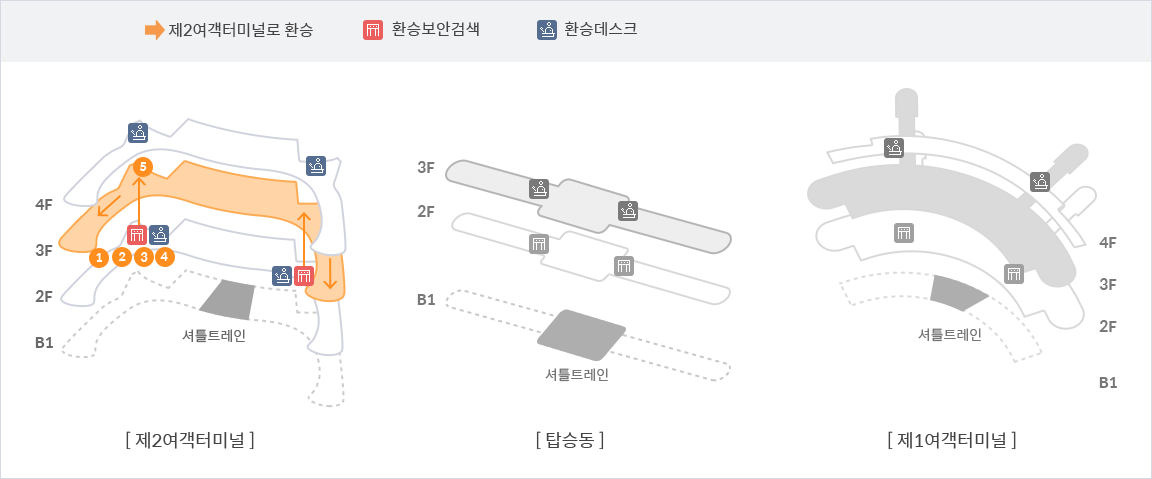 제2여객터미널로 환승 환승보안검색 환승데스크
5
4F
3F
1 2 3 4
2F
B1
셔틀트레인
[ 제2여객터미널 ]
3F
2F
B1
셔틀트레인
[ 탑승동 ]
4F
3F
2F
B1
셔틀트레인
[ 제1여객터미널 ]